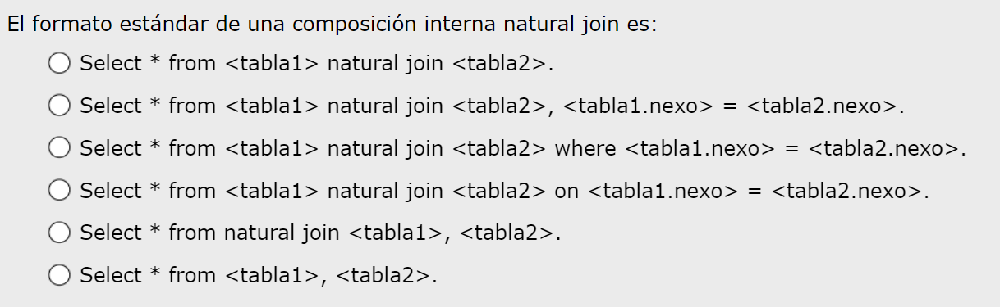 El formato estándar de una composición interna natural join es:
Select * from <tabla1> natural join <tabla2>.
Select * from <tabla1> natural join <tabla2>, <tabla1.nexo> = <tabla2.nexo>.
Select * from <tabla1> natural join <tabla2> where <tabla1.nexo> = <tabla2.nexo>.
Select * from <tabla1> natural join <tabla2> on <tabla1.nexo> = <tabla2.nexo>.
Select * from natural join <tabla1>, <tabla2>.
Select * from <tabla1>, <tabla2>.